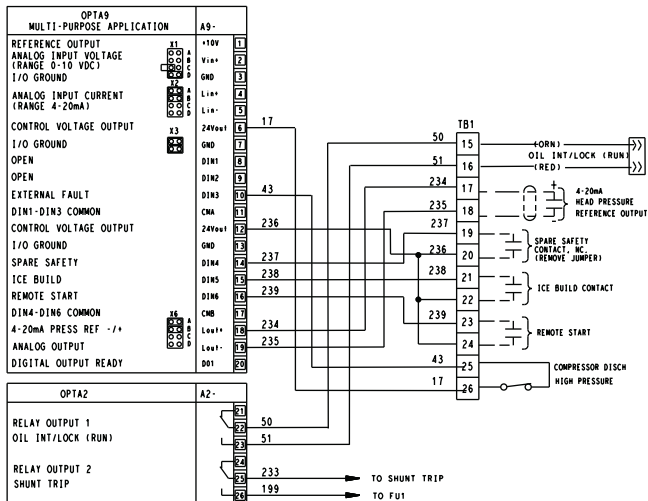 OPTA9
MULTI-PURPOSE APPLICATION
A9-
REFERENCE OUTPUT X1 +10V 1
ANALOG INPUT VOLTAGE A
(RANGE 0-10 VDC) B C Vin+ 2
I/O GROUND D GND 3
X2
ANALOG INPUT CURRENT A B Lin+ 4
(RANGE 4-20mA) C D Lin- 5
CONTROL VOLTAGE OUTPUT 24Vout 6 17
I/O GROUND X3 GND 7
OPEN DIN1 8
OPEN DIN2 9
EXTERNAL FAULT DIN3 10 43
DIN1-DIN3 COMMON CMA 11
CONTROL VOLTAGE OUTPUT 24Vout 12 236
I/O GROUND GND 13
SPARE SAFETY DIN4 14 237
ICE BUILD DIN5 15 238
REMOTE START DIN6 16 239
DIN4-DIN6 COMMON CMB 17
X6
4-20mA PRESS REF -/+ A B Lout+ 18 234
ANALOG OUTPUT C D Lout- 19 235
DIGITAL OUTPUT READY DO1 20
TB1
50 15 (ORN)
OIL INT/LOCK (RUN)
51 16 (RED)
234 17 + 4-20mA
HEAD PRESSURE
235 18 - REFERENCE OUTPUT
237 19 SPARE SAFETY
CONTACT, NC.
236 20 (REMOVE JUMPER)
238 21
ICE BUILD CONTACT
22
239 23
REMOTE START
24
43 25 COMPRESSOR DISCH
17 26 HIGH PRESSURE
OPTA2
A2-
21
RELAY OUTPUT 1 22 50
OIL INT/LOCK (RUN) 23 51
24
RELAY OUTPUT 2 25 233 TO SHUNT TRIP
SHUNT TRIP 26 199 TO FU1